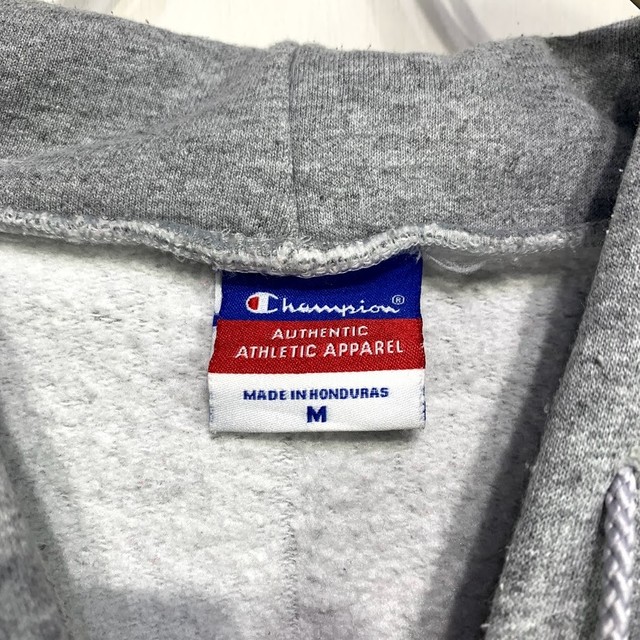 Champion®
AUTHENTIC
ATHLETIC APPAREL
MADE IN HONDURAS
M